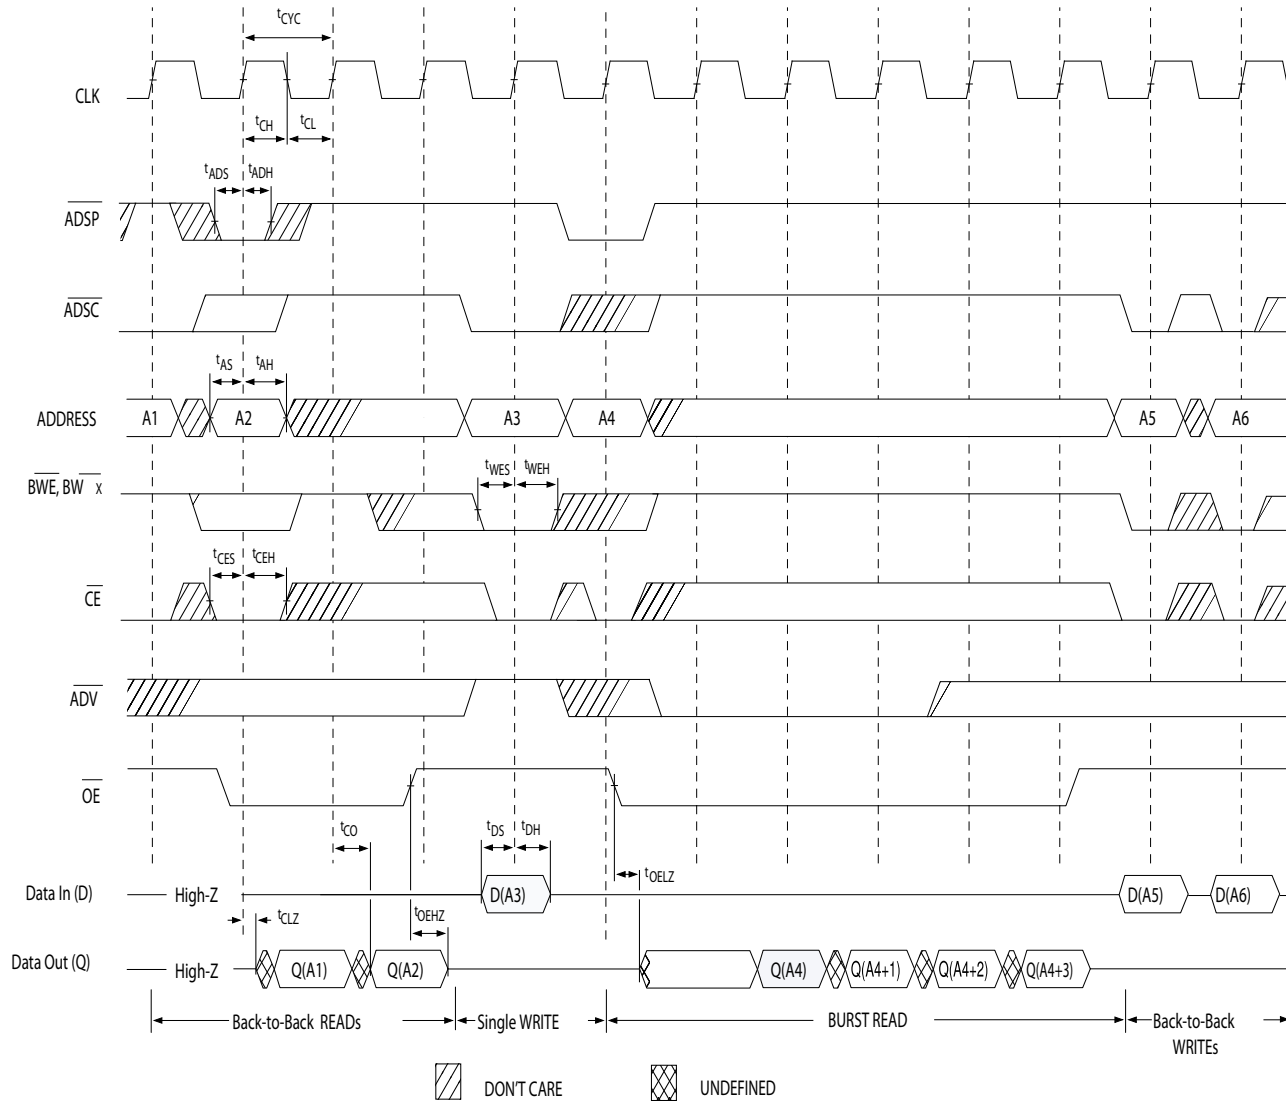 tCYC
CLK
tCH tCL
tADS tADH
ADSP
ADSC
tAS tAH
ADDRESS A1 A2 A3 A4 A5 A6
tWES tWEH
BWE, BW x
tCES tCEH
CE
ADV
OE
tCO tDS tDH
tOELZ
Data In (D) High-Z D(A3) D(A5) D(A6)
tCLZ tOEHZ
Data Out (Q) High-Z Q(A1) Q(A2) Q(A4) Q(A4+1) Q(A4+2) Q(A4+3)
Back-to-Back READs Single WRITE BURST READ Back-to-Back
WRITEs
DON'T CARE UNDEFINED